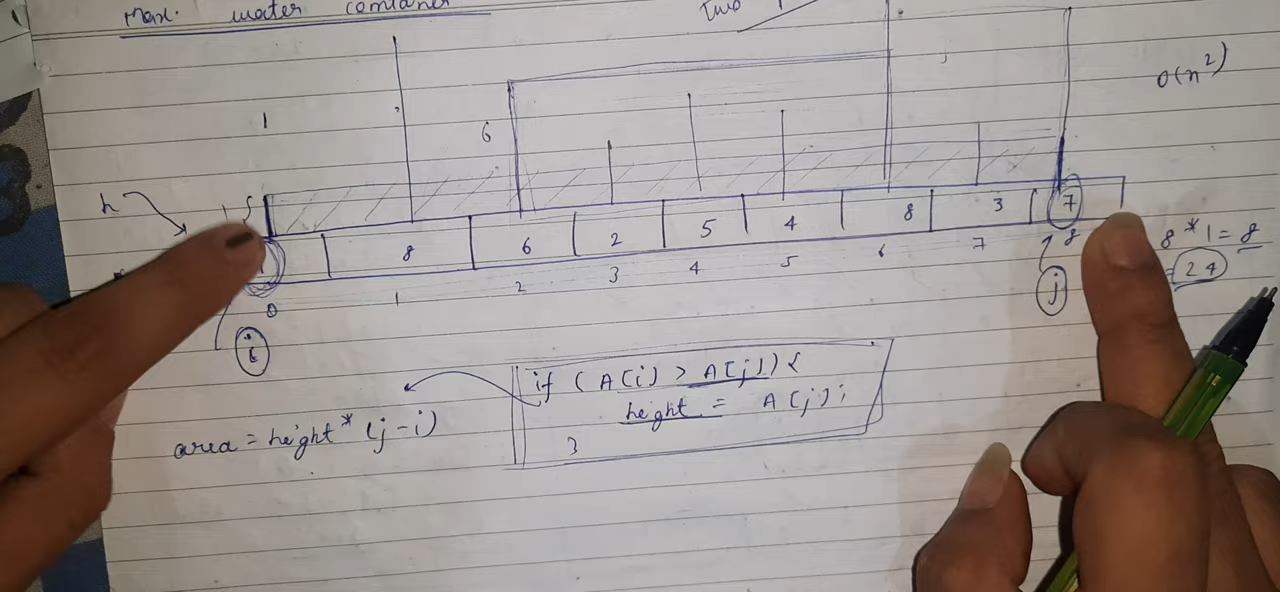 Max. water container
Two
O(n²)
1
6
h
8 6 2 5 4 8 3 7
0 1 2 3 4 5 6 7 8
i
j
8 * 1 = 8
24
if (A(i) > A(j)) {
height = A(j);
}
area = height * (j-i)